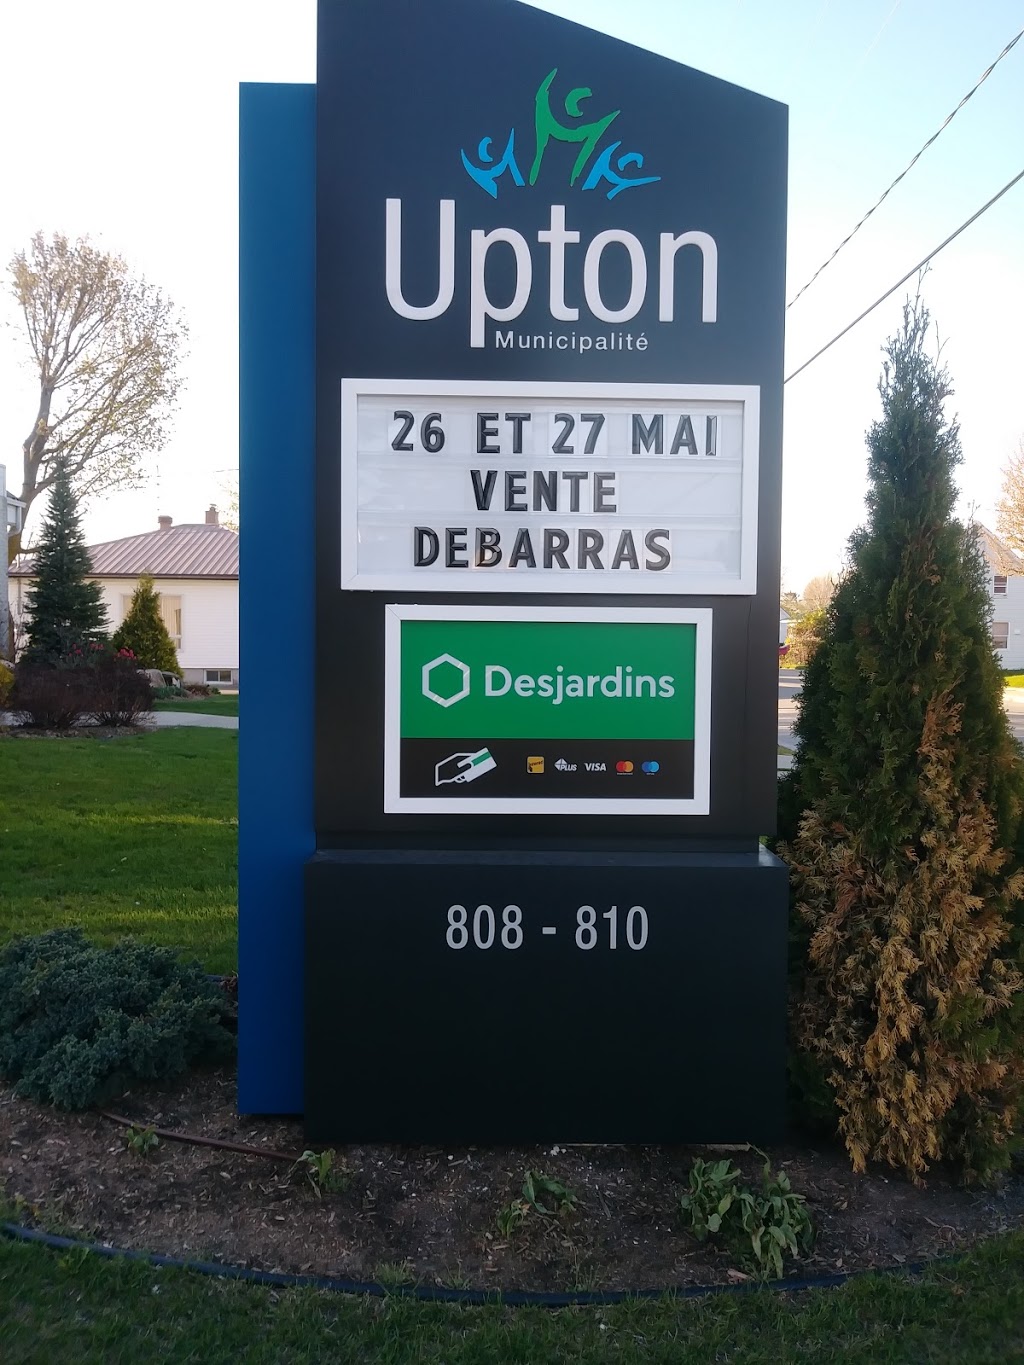 Upton
Municipalité
26 ET 27 MAI
VENTE
DEBARRAS
Desjardins
PLUS VISA
808 - 810